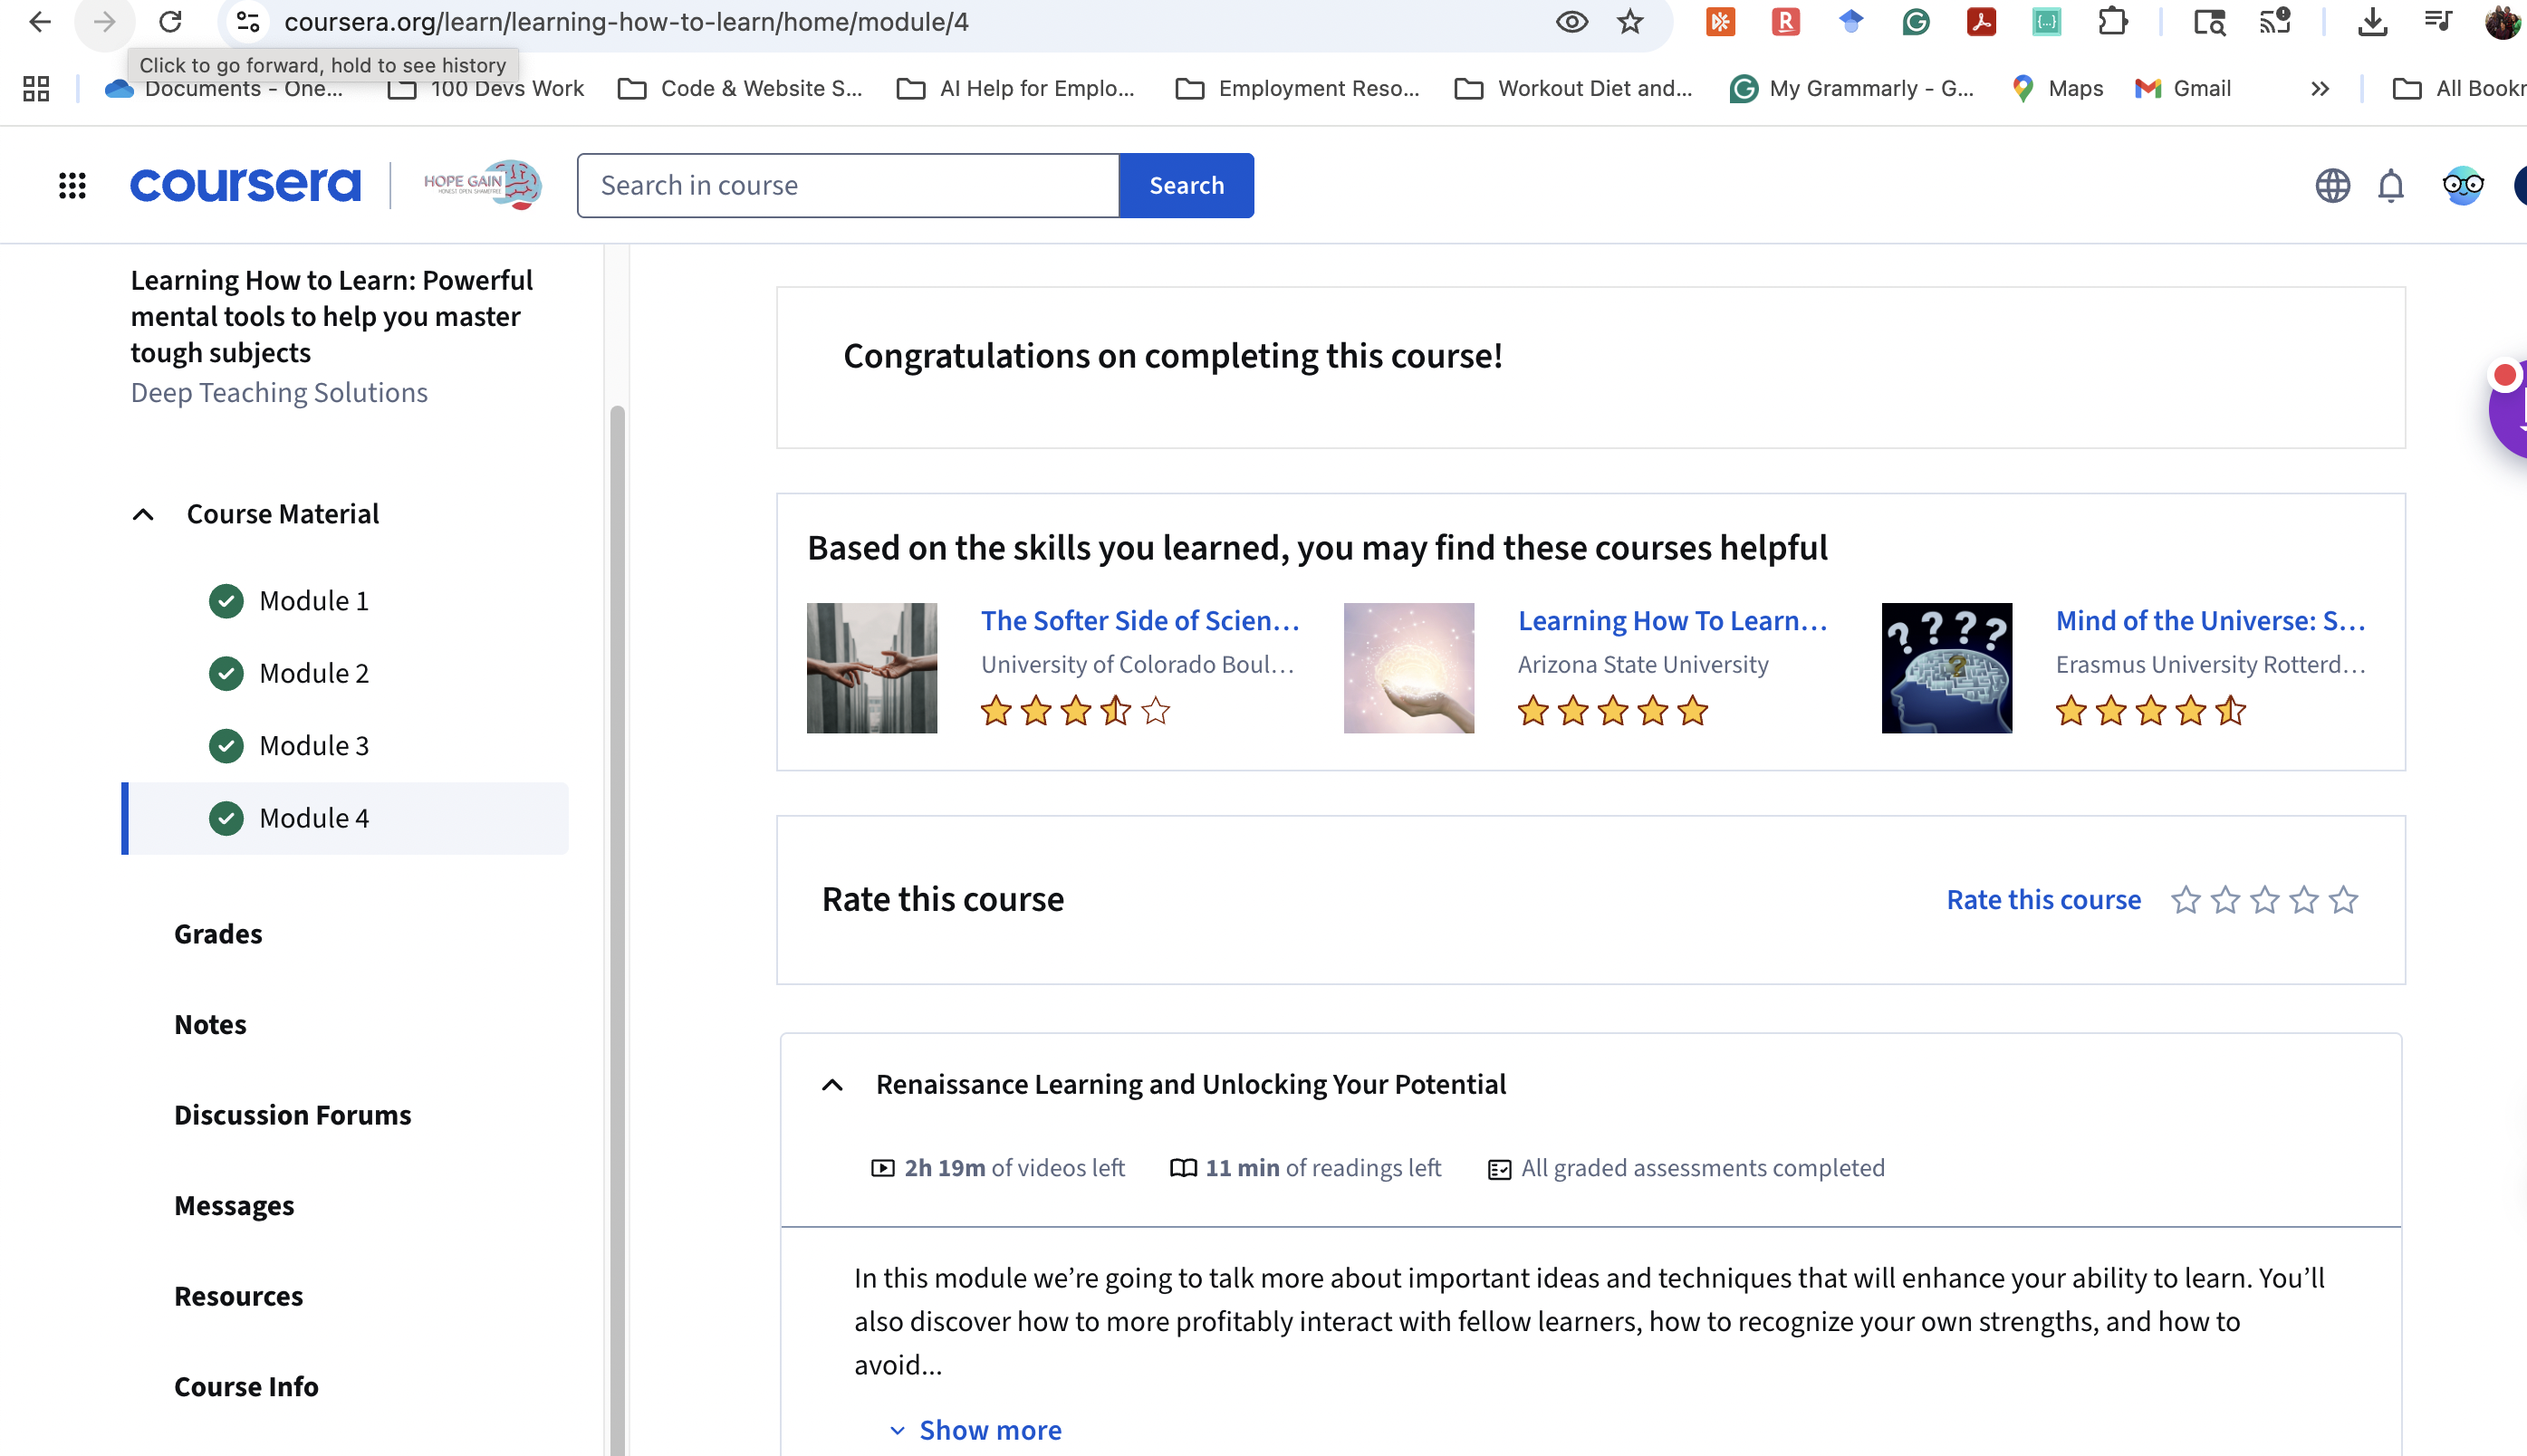 coursera.org/learn/learning-how-to-learn/home/module/4
Click to go forward, hold to see history
Documents - One...
100 Devs Work
Code & Website S...
AI Help for Emplo...
Employment Reso...
Workout Diet and...
My Grammarly - G...
Maps
Gmail
All Bookr
coursera
HOPE GAIN
Search in course
Search
Learning How to Learn: Powerful
mental tools to help you master
tough subjects
Deep Teaching Solutions
Course Material
Module 1
Module 2
Module 3
Module 4
Grades
Notes
Discussion Forums
Messages
Resources
Course Info
Congratulations on completing this course!
Based on the skills you learned, you may find these courses helpful
The Softer Side of Scien...
University of Colorado Boul...
Learning How To Learn...
Arizona State University
Mind of the Universe: S...
Erasmus University Rotterd...
Rate this course
Rate this course
Renaissance Learning and Unlocking Your Potential
2h 19m of videos left
11 min of readings left
All graded assessments completed
In this module we’re going to talk more about important ideas and techniques that will enhance your ability to learn. You’ll
also discover how to more profitably interact with fellow learners, how to recognize your own strengths, and how to
avoid...
Show more